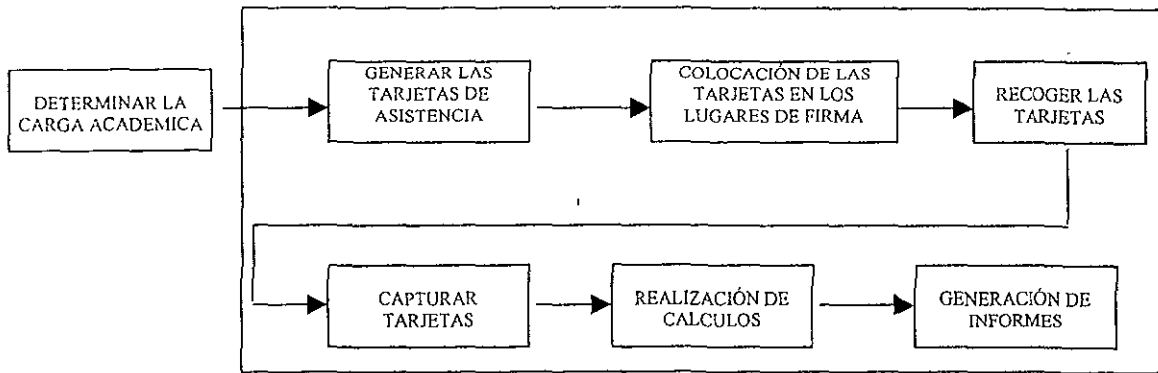 DETERMINAR LA
CARGA ACADEMICA
GENERAR LAS
TARJETAS DE
ASISTENCIA
COLOCACIÓN DE LAS
TARJETAS EN LOS
LUGARES DE FIRMA
RECOGER LAS
TARJETAS
CAPTURAR
TARJETAS
REALIZACIÓN DE
CALCULOS
GENERACIÓN DE
INFORMES